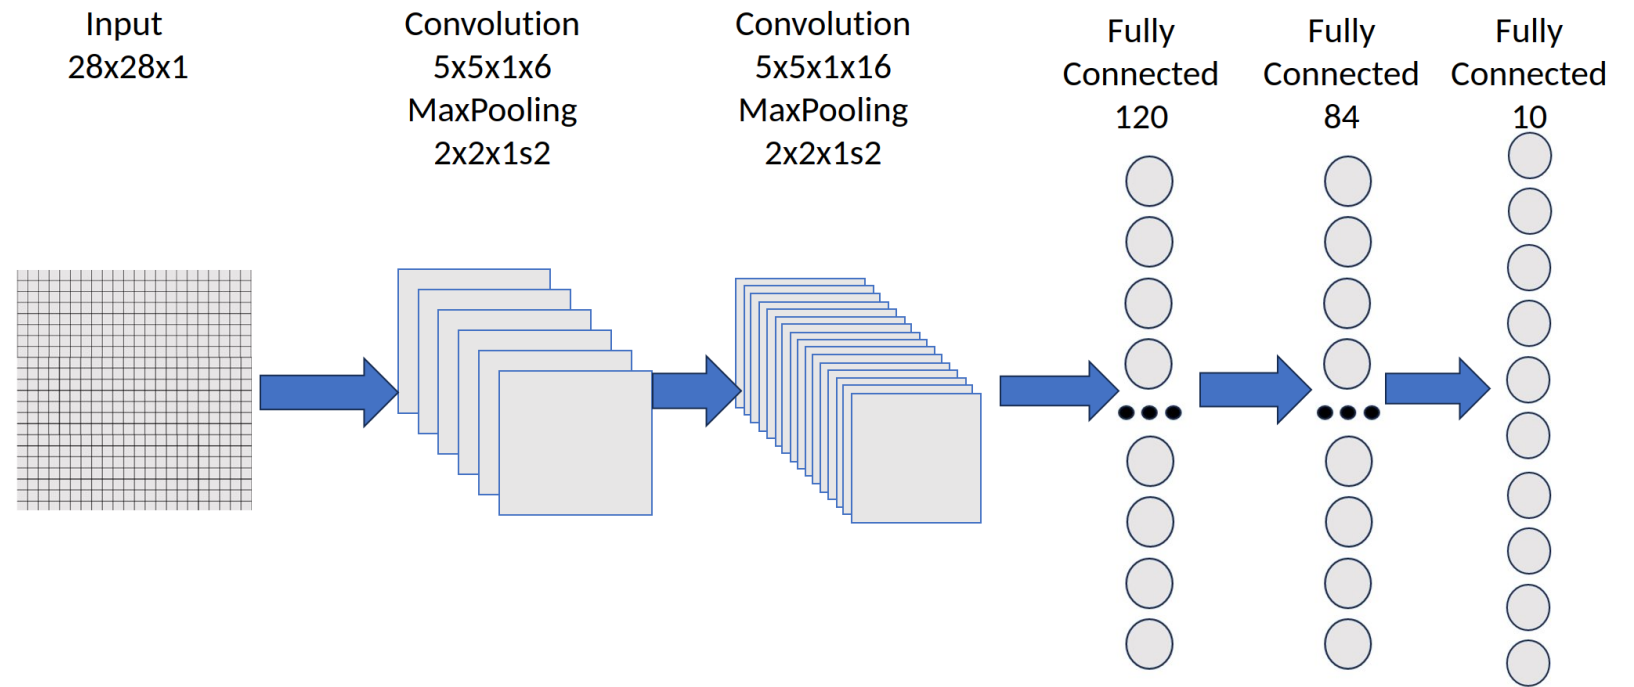 Input
28x28x1
Convolution
5x5x1x6
MaxPooling
2x2x1s2
Convolution
5x5x1x16
MaxPooling
2x2x1s2
Fully
Connected
120
Fully
Connected
84
Fully
Connected
10